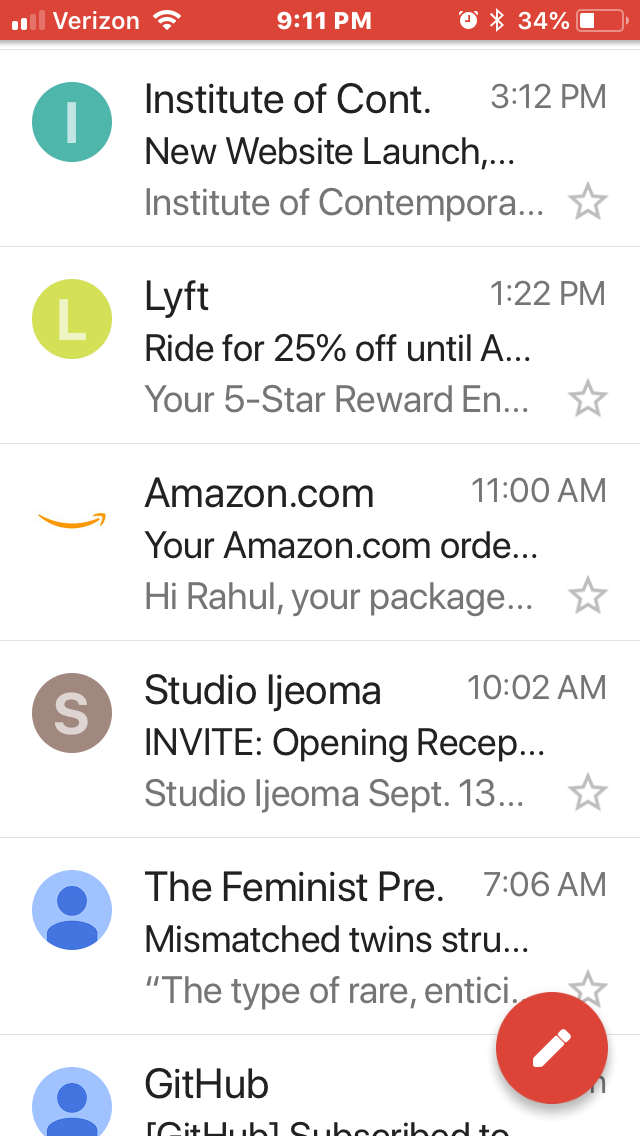 Verizon 9:11 PM 34%
I
Institute of Cont. 3:12 PM
New Website Launch,...
Institute of Contempora...
L
Lyft 1:22 PM
Ride for 25% off until A...
Your 5-Star Reward En...
Amazon.com 11:00 AM
Your Amazon.com orde...
Hi Rahul, your package...
S
Studio Ijeoma 10:02 AM
INVITE: Opening Recep...
Studio Ijeoma Sept. 13...
The Feminist Pre. 7:06 AM
Mismatched twins stru...
“The type of rare, entici...
GitHub
[GitHub] Subscribed to